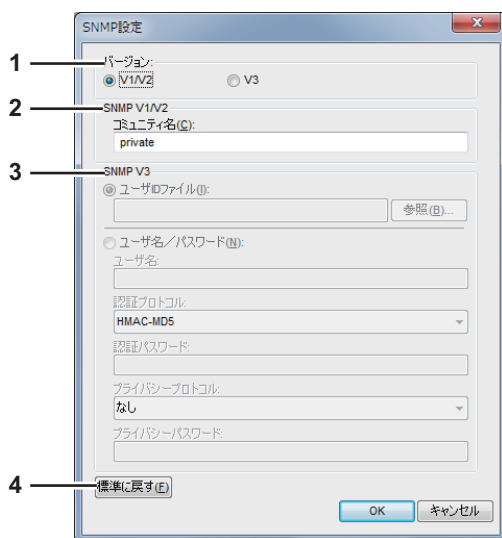 SNMP設定
1
バージョン:
V1/V2 V3
2
SNMP V1/V2
コミュニティ名(C):
private
3
SNMP V3
ユーザIDファイル(I):
参照(B)...
ユーザ名/パスワード(N):
ユーザ名:
認証プロトコル:
HMAC-MD5
認証パスワード:
プライバシープロトコル:
なし
プライバシーパスワード:
4
標準に戻す(F)
OK キャンセル